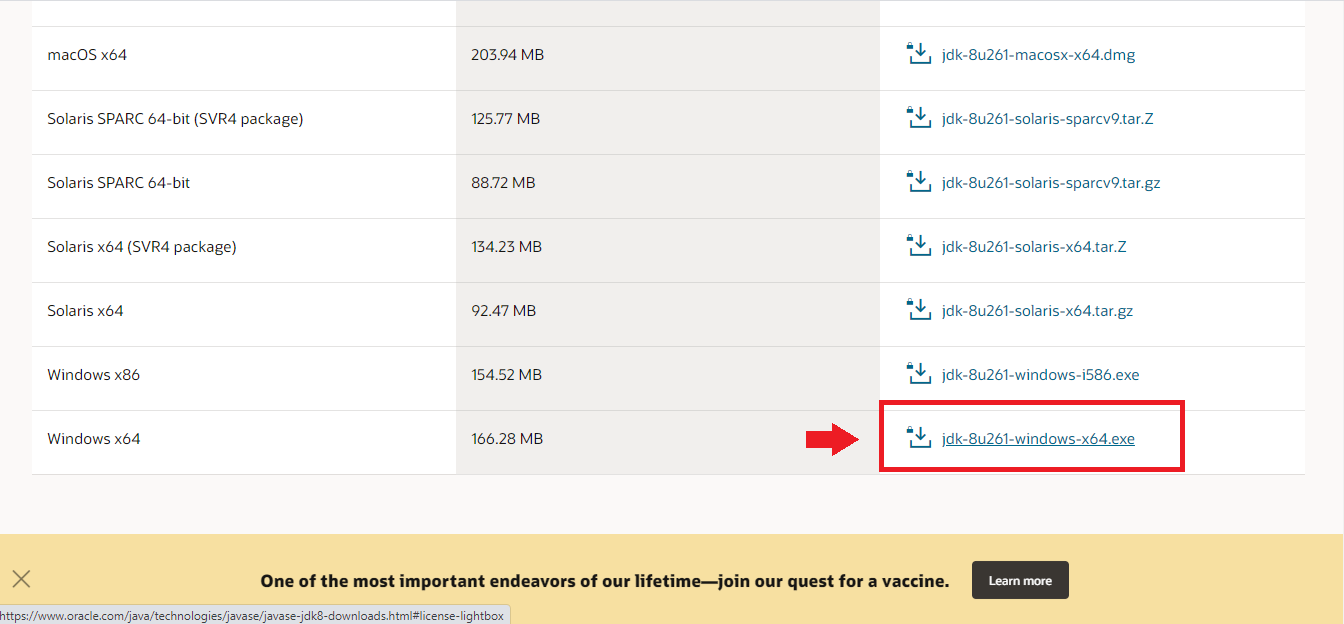 macOS x64 203.94 MB jdk-8u261-macosx-x64.dmg
Solaris SPARC 64-bit (SVR4 package) 125.77 MB jdk-8u261-solaris-sparcv9.tar.Z
Solaris SPARC 64-bit 88.72 MB jdk-8u261-solaris-sparcv9.tar.gz
Solaris x64 (SVR4 package) 134.23 MB jdk-8u261-solaris-x64.tar.Z
Solaris x64 92.47 MB jdk-8u261-solaris-x64.tar.gz
Windows x86 154.52 MB jdk-8u261-windows-i586.exe
Windows x64 166.28 MB jdk-8u261-windows-x64.exe
One of the most important endeavors of our lifetime—join our quest for a vaccine. Learn more
https://www.oracle.com/java/technologies/javase/javase-jdk8-downloads.html#license-lightbox